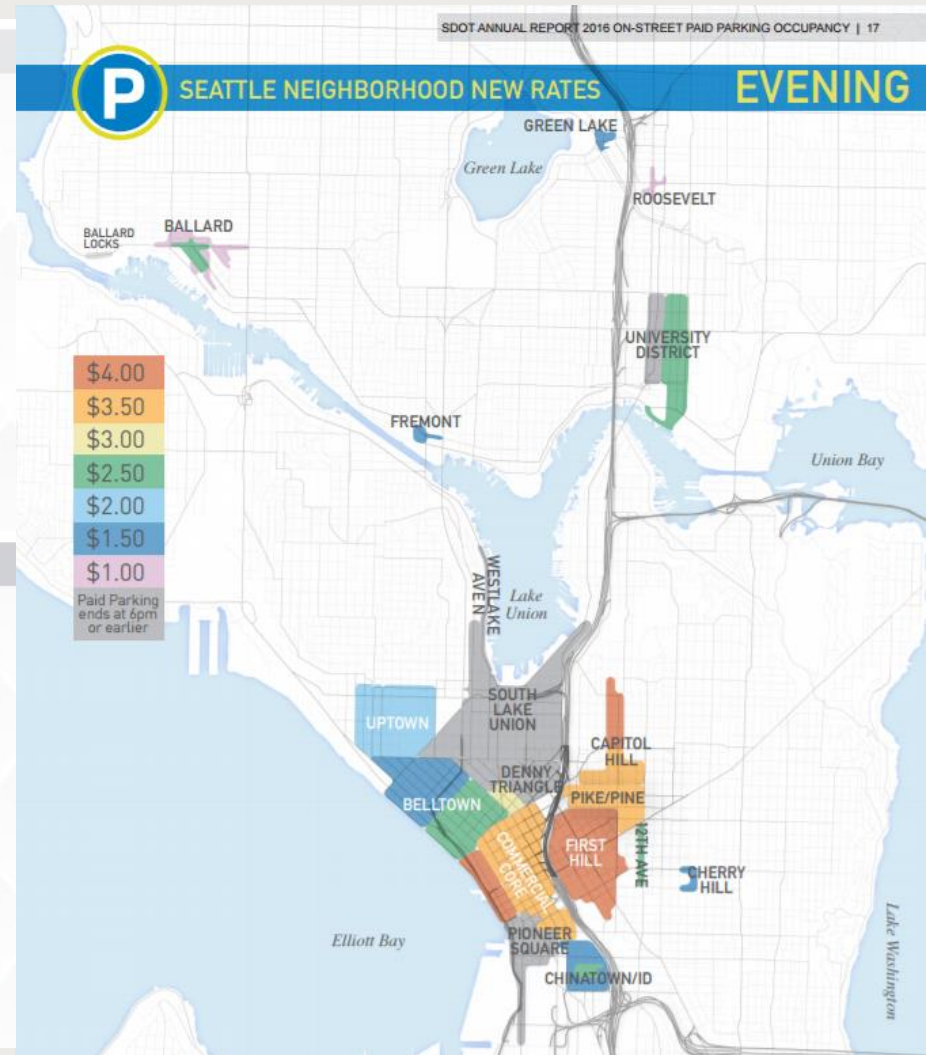 SDOT ANNUAL REPORT 2016 ON-STREET PAID PARKING OCCUPANCY | 17
P
SEATTLE NEIGHBORHOOD NEW RATES
EVENING
GREEN LAKE
Green Lake
ROOSEVELT
BALLARD
LOCKS
BALLARD
UNIVERSITY
DISTRICT
$4.00
$3.50
$3.00
$2.50
$2.00
$1.50
$1.00
Paid Parking
ends at 6pm
or earlier
FREMONT
Union Bay
WESTLAKE
AVE N
Lake
Union
SOUTH
LAKE
UNION
UPTOWN
CAPITOL
HILL
DENNY
TRIANGLE
BELLTOWN
PIKE/PINE
COMMERCIAL
CORE
FIRST
HILL
12TH AVE
CHERRY
HILL
Elliott Bay
PIONEER
SQUARE
CHINATOWN/ID
Lake Washington